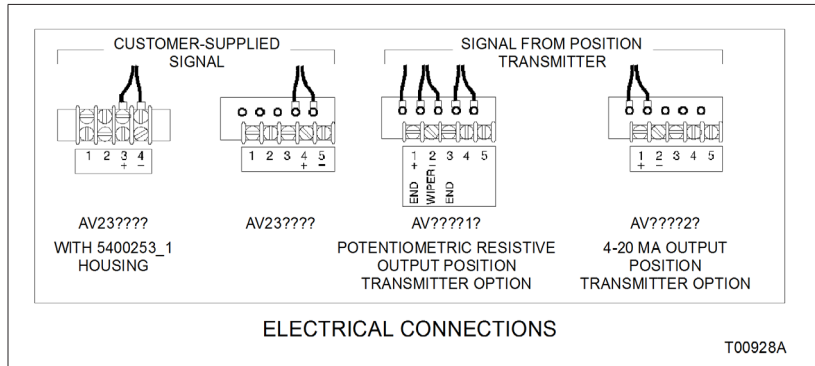 CUSTOMER-SUPPLIED
SIGNAL
SIGNAL FROM POSITION
TRANSMITTER
1 2 3 4
+ −
1 2 3 4 5
+ −
1 2 3 4 5
+ −
END WIPER END
1 2 3 4 5
+ −
AV23????
WITH 5400253_1
HOUSING
AV23????
AV????1?
POTENTIOMETRIC RESISTIVE
OUTPUT POSITION
TRANSMITTER OPTION
AV????2?
4-20 MA OUTPUT
POSITION
TRANSMITTER OPTION
ELECTRICAL CONNECTIONS
T00928A